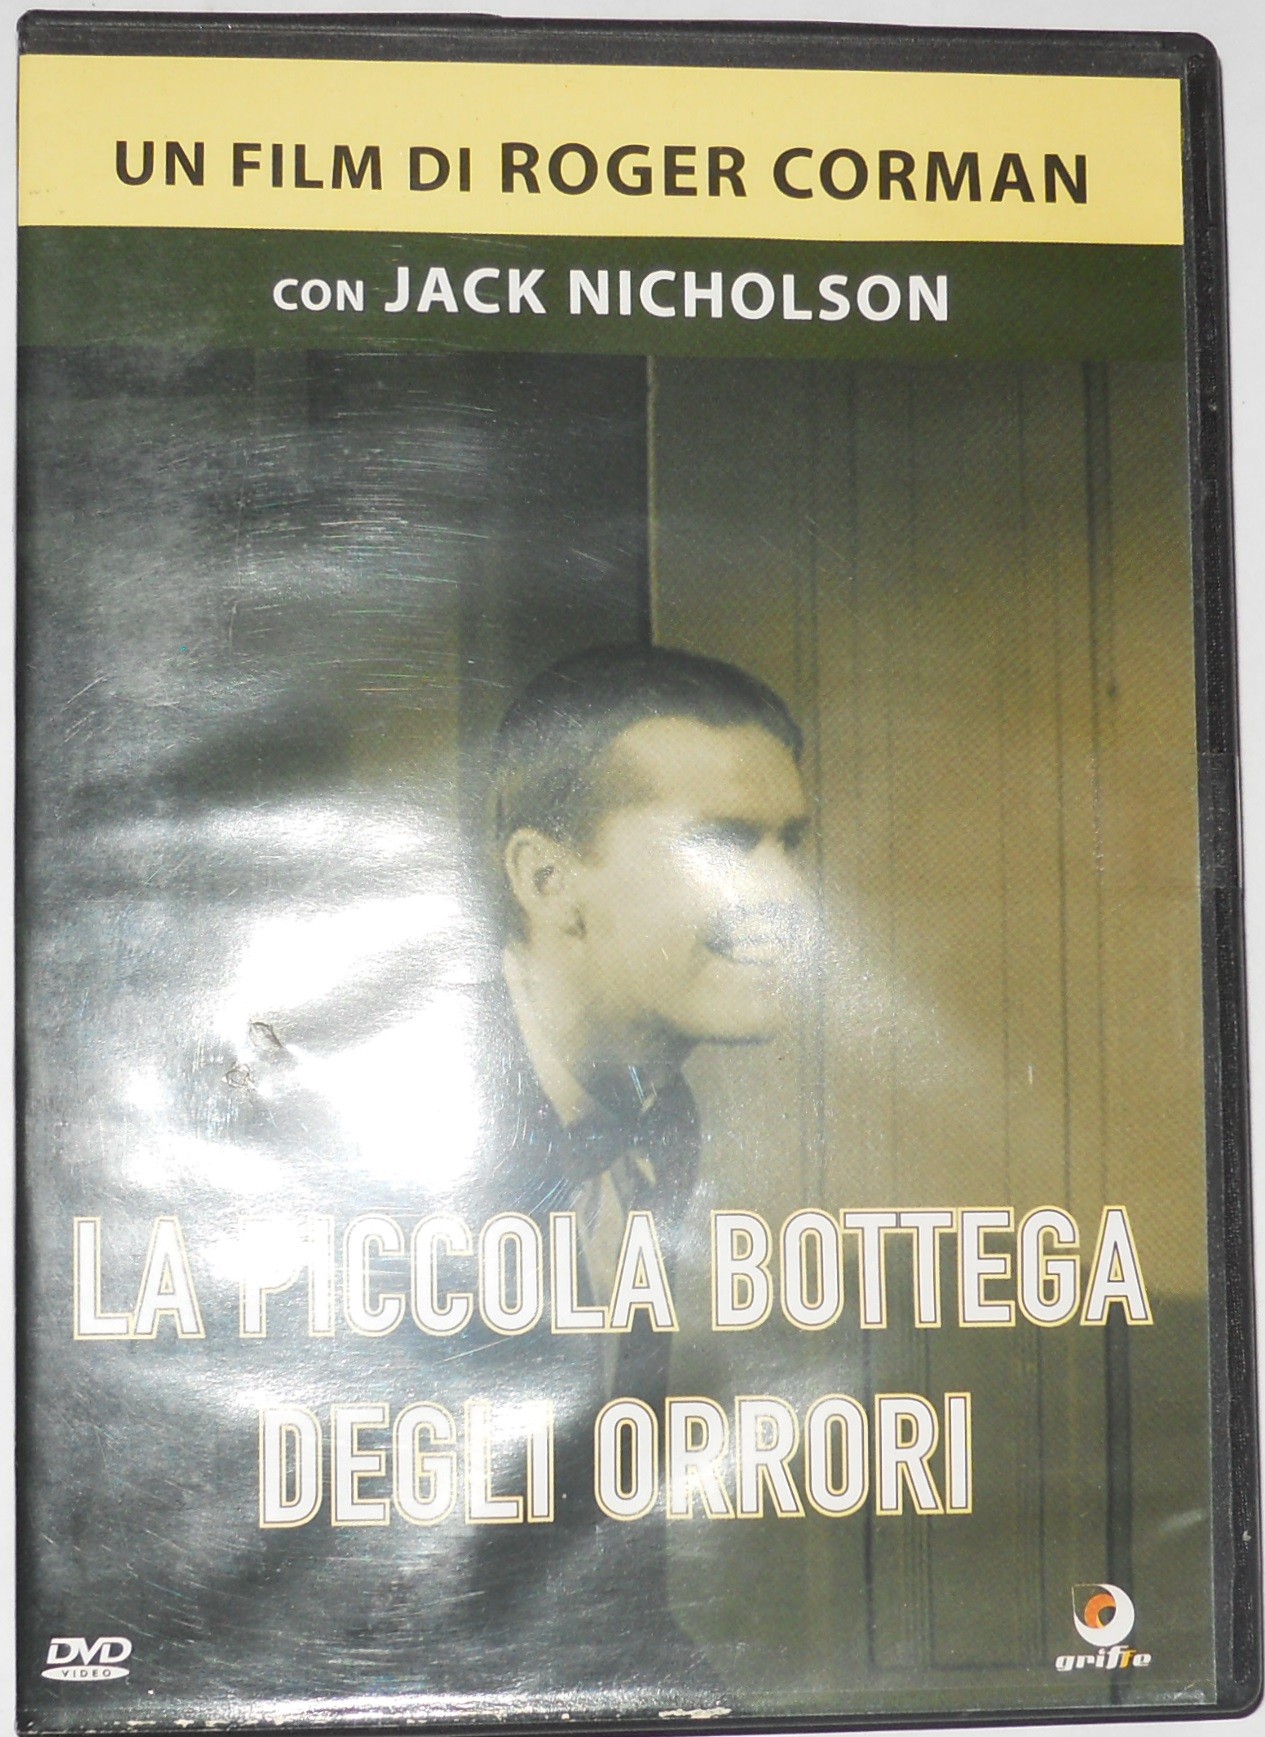 UN FILM DI ROGER CORMAN
CON JACK NICHOLSON
LA PICCOLA BOTTEGA
DEGLI ORRORI
DVD
VIDEO
griffe